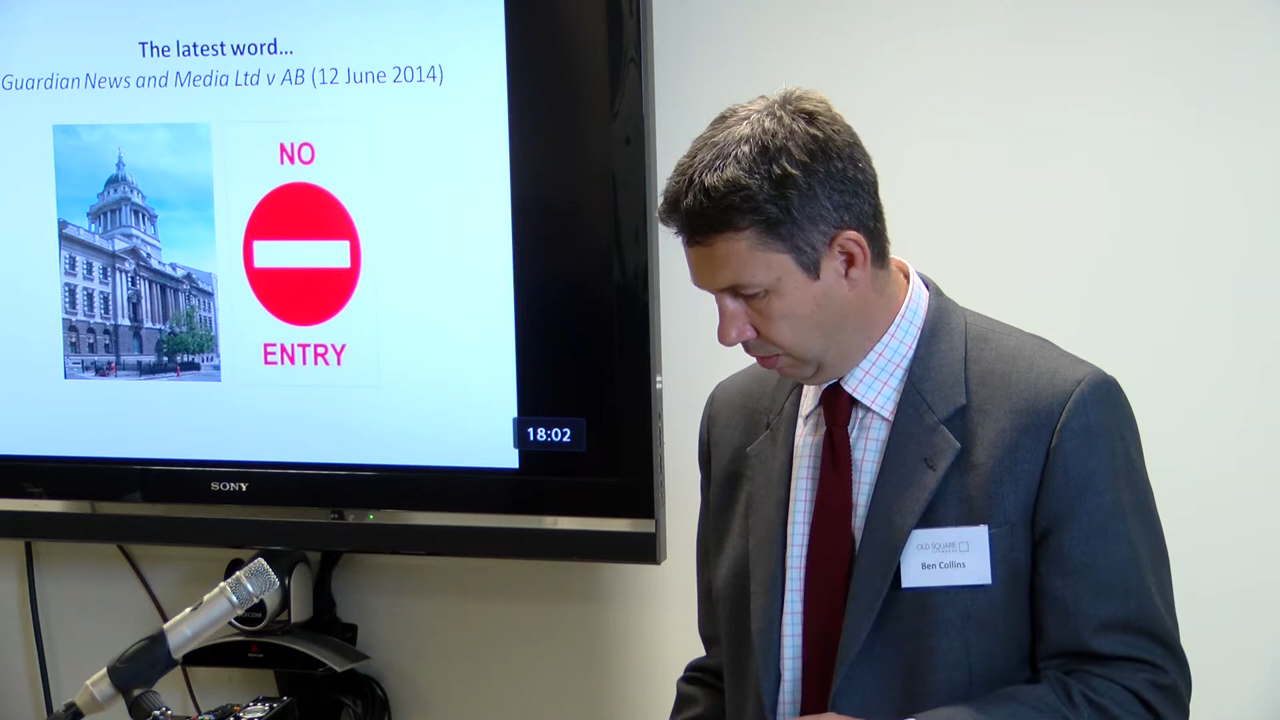 The latest word...
Guardian News and Media Ltd v AB (12 June 2014)
NO
ENTRY
18:02
SONY
OLD SQUARE
Ben Collins